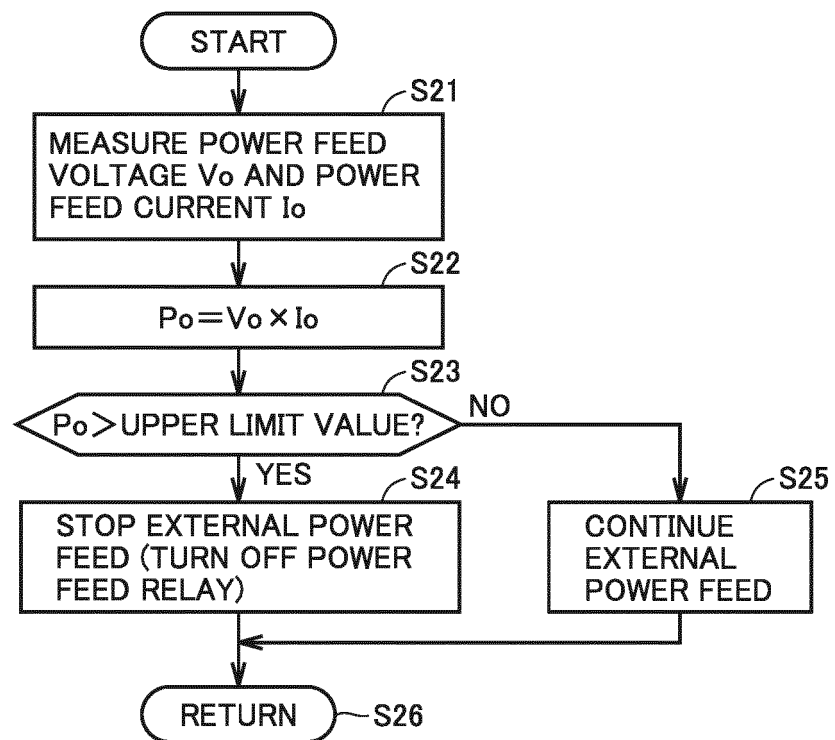 START
S21
MEASURE POWER FEED
VOLTAGE Vo AND POWER
FEED CURRENT Io
S22
Po=Vo×Io
S23
Po>UPPER LIMIT VALUE?
NO
YES
S24
STOP EXTERNAL POWER
FEED (TURN OFF POWER
FEED RELAY)
S25
CONTINUE
EXTERNAL
POWER FEED
RETURN
S26